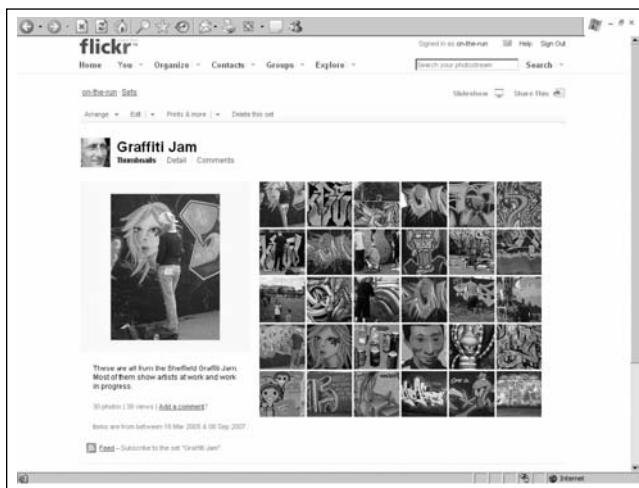 flickr
Signed in as on-the-run Help Sign Out
Home You Organize Contacts Groups Explore
Search your photostream Search
on-the-run Sets
Slideshow Share This
Arrange Edit | Prints & more | Delete this set
Graffiti Jam
Thumbnails Detail Comments
These are all from the Sheffield Graffiti Jam.
Most of them show artists at work and work
in progress.
30 photos | 38 views | Add a comment?
items are from between 16 Mar 2005 & 06 Sep 2007.
Feed – Subscribe to the set "Graffiti Jam"
Internet